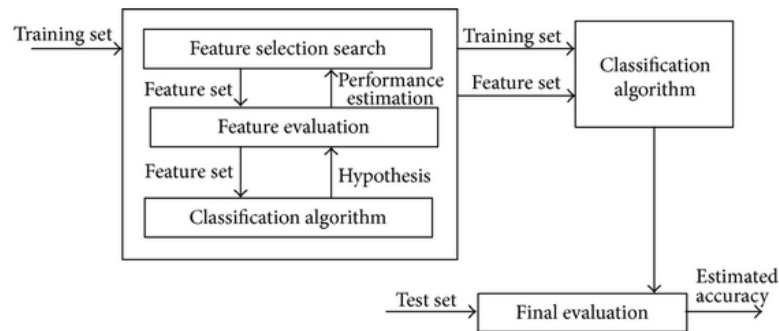 Training set
Feature selection search
Feature set
Performance
estimation
Feature evaluation
Feature set
Hypothesis
Classification algorithm
Training set
Feature set
Classification
algorithm
Test set
Final evaluation
Estimated
accuracy